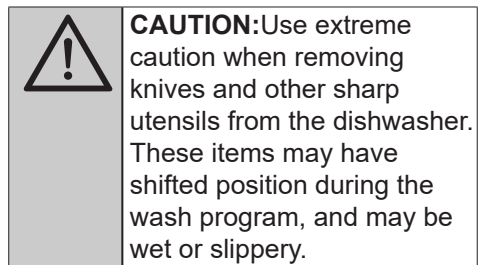 CAUTION:Use extreme
caution when removing
knives and other sharp
utensils from the dishwasher.
These items may have
shifted position during the
wash program, and may be
wet or slippery.